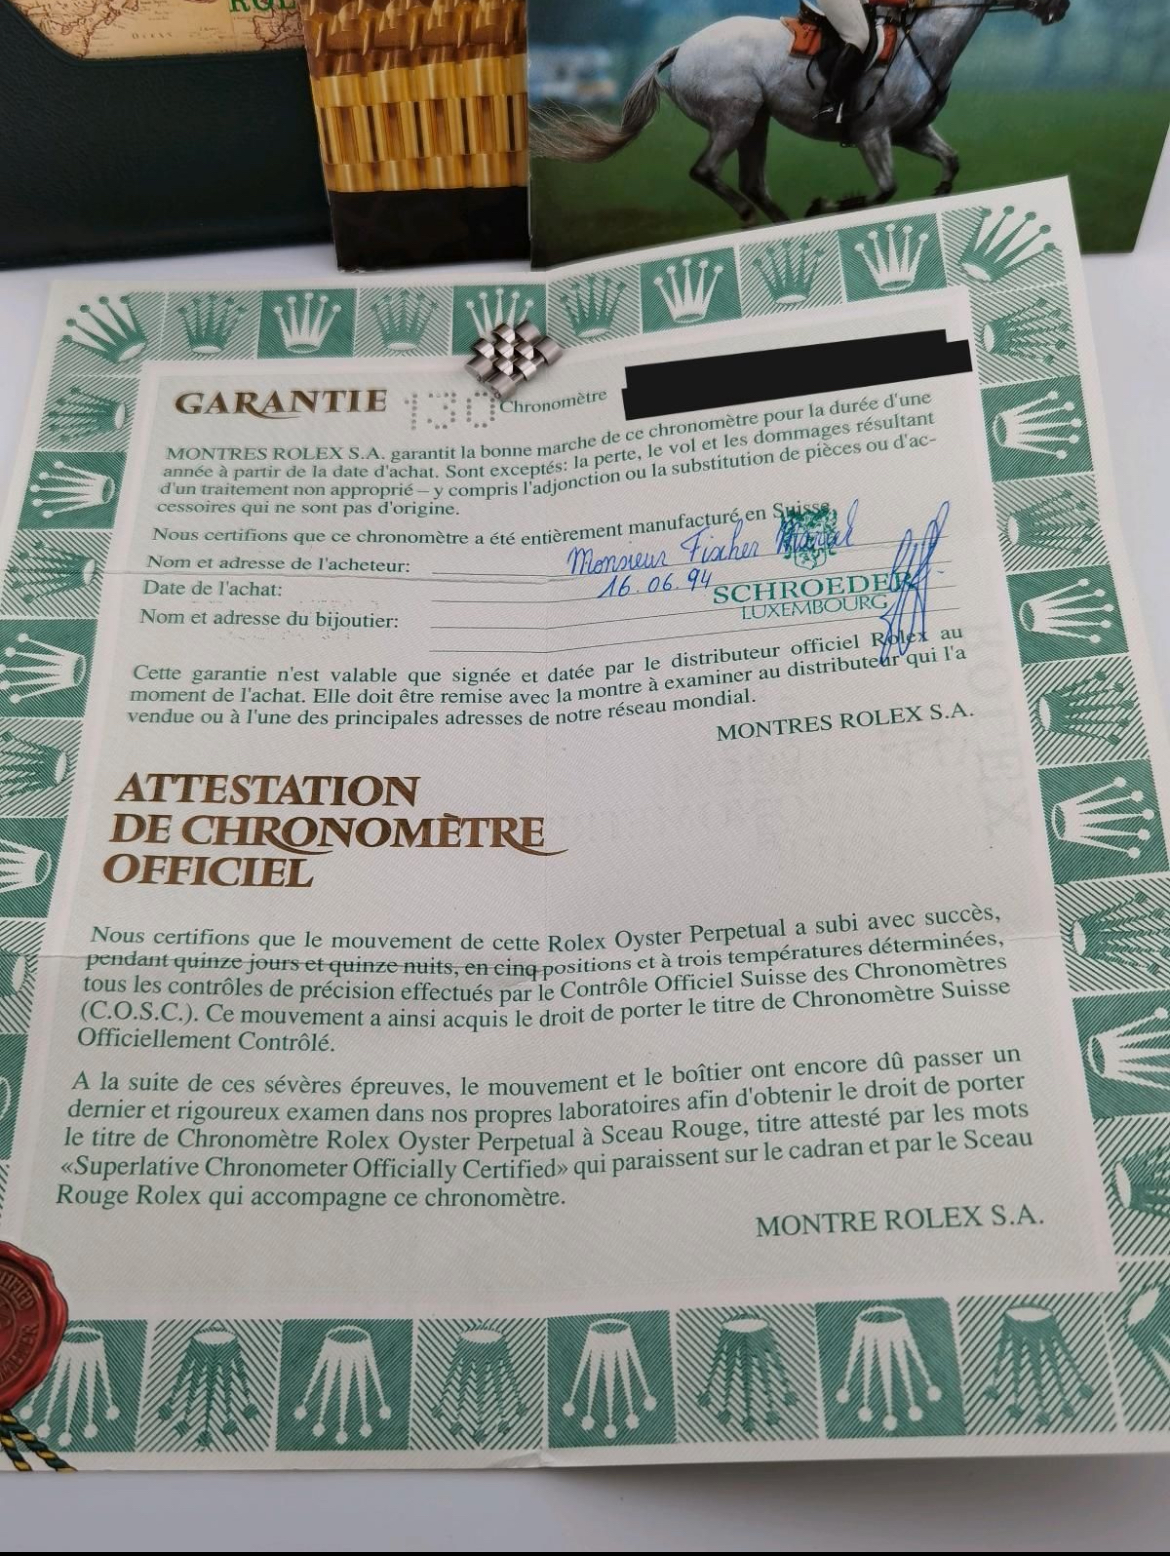 GARANTIE 130 Chronomètre
MONTRES ROLEX S.A. garantit la bonne marche de ce chronomètre pour la durée d'une
année à partir de la date d'achat. Sont exceptés: la perte, le vol et les dommages résultant
d'un traitement non approprié – y compris l'adjonction ou la substitution de pièces ou d'ac-
cessoires qui ne sont pas d'origine.
Nous certifions que ce chronomètre a été entièrement manufacturé en Suisse.
Nom et adresse de l'acheteur: Monsieur Fischer
Date de l'achat: 16.06.94
SCHROEDER
LUXEMBOURG
Nom et adresse du bijoutier:
Cette garantie n'est valable que signée et datée par le distributeur officiel Rolex au
moment de l'achat. Elle doit être remise avec la montre à examiner au distributeur qui l'a
vendue ou à l'une des principales adresses de notre réseau mondial.
MONTRES ROLEX S.A.
ATTESTATION
DE CHRONOMÈTRE
OFFICIEL
Nous certifions que le mouvement de cette Rolex Oyster Perpetual a subi avec succès,
pendant quinze jours et quinze nuits, en cinq positions et à trois températures déterminées,
tous les contrôles de précision effectués par le Contrôle Officiel Suisse des Chronomètres
(C.O.S.C.). Ce mouvement a ainsi acquis le droit de porter le titre de Chronomètre Suisse
Officiellement Contrôlé.
A la suite de ces sévères épreuves, le mouvement et le boîtier ont encore dû passer un
dernier et rigoureux examen dans nos propres laboratoires afin d'obtenir le droit de porter
le titre de Chronomètre Rolex Oyster Perpetual à Sceau Rouge, titre attesté par les mots
«Superlative Chronometer Officially Certified» qui paraissent sur le cadran et par le Sceau
Rouge Rolex qui accompagne ce chronomètre.
MONTRE ROLEX S.A.